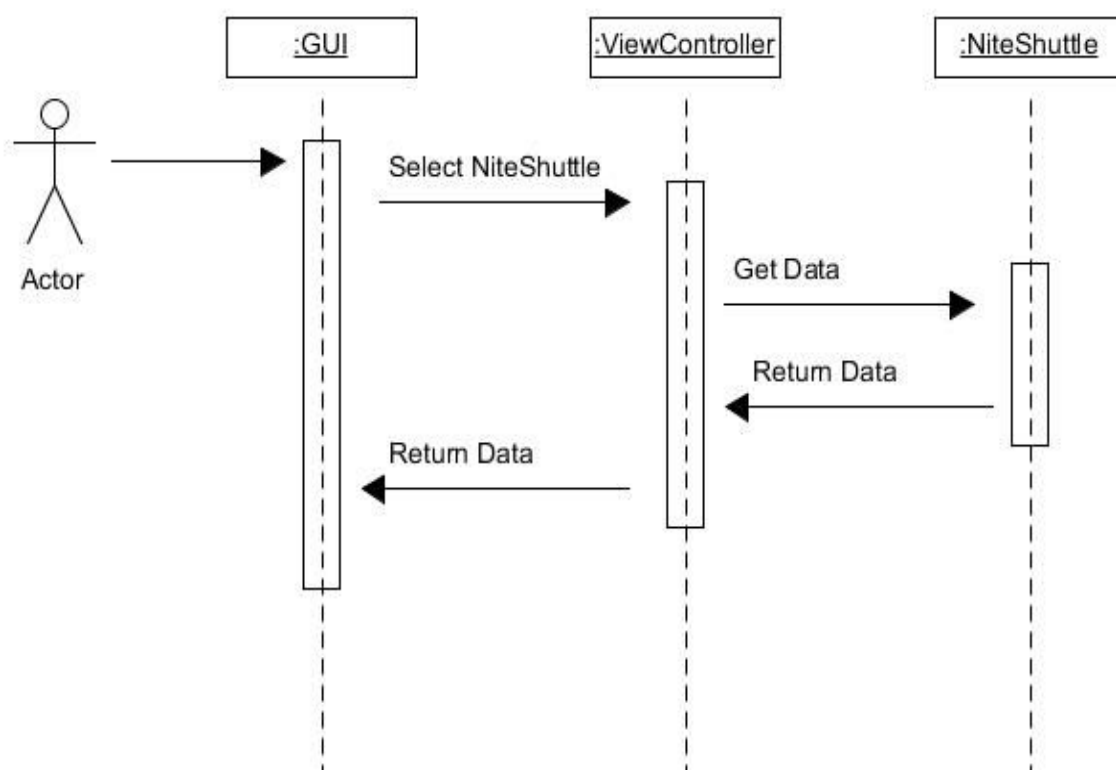 :GUI
:ViewController
:NiteShuttle
Select NiteShuttle
Actor
Get Data
Return Data
Return Data